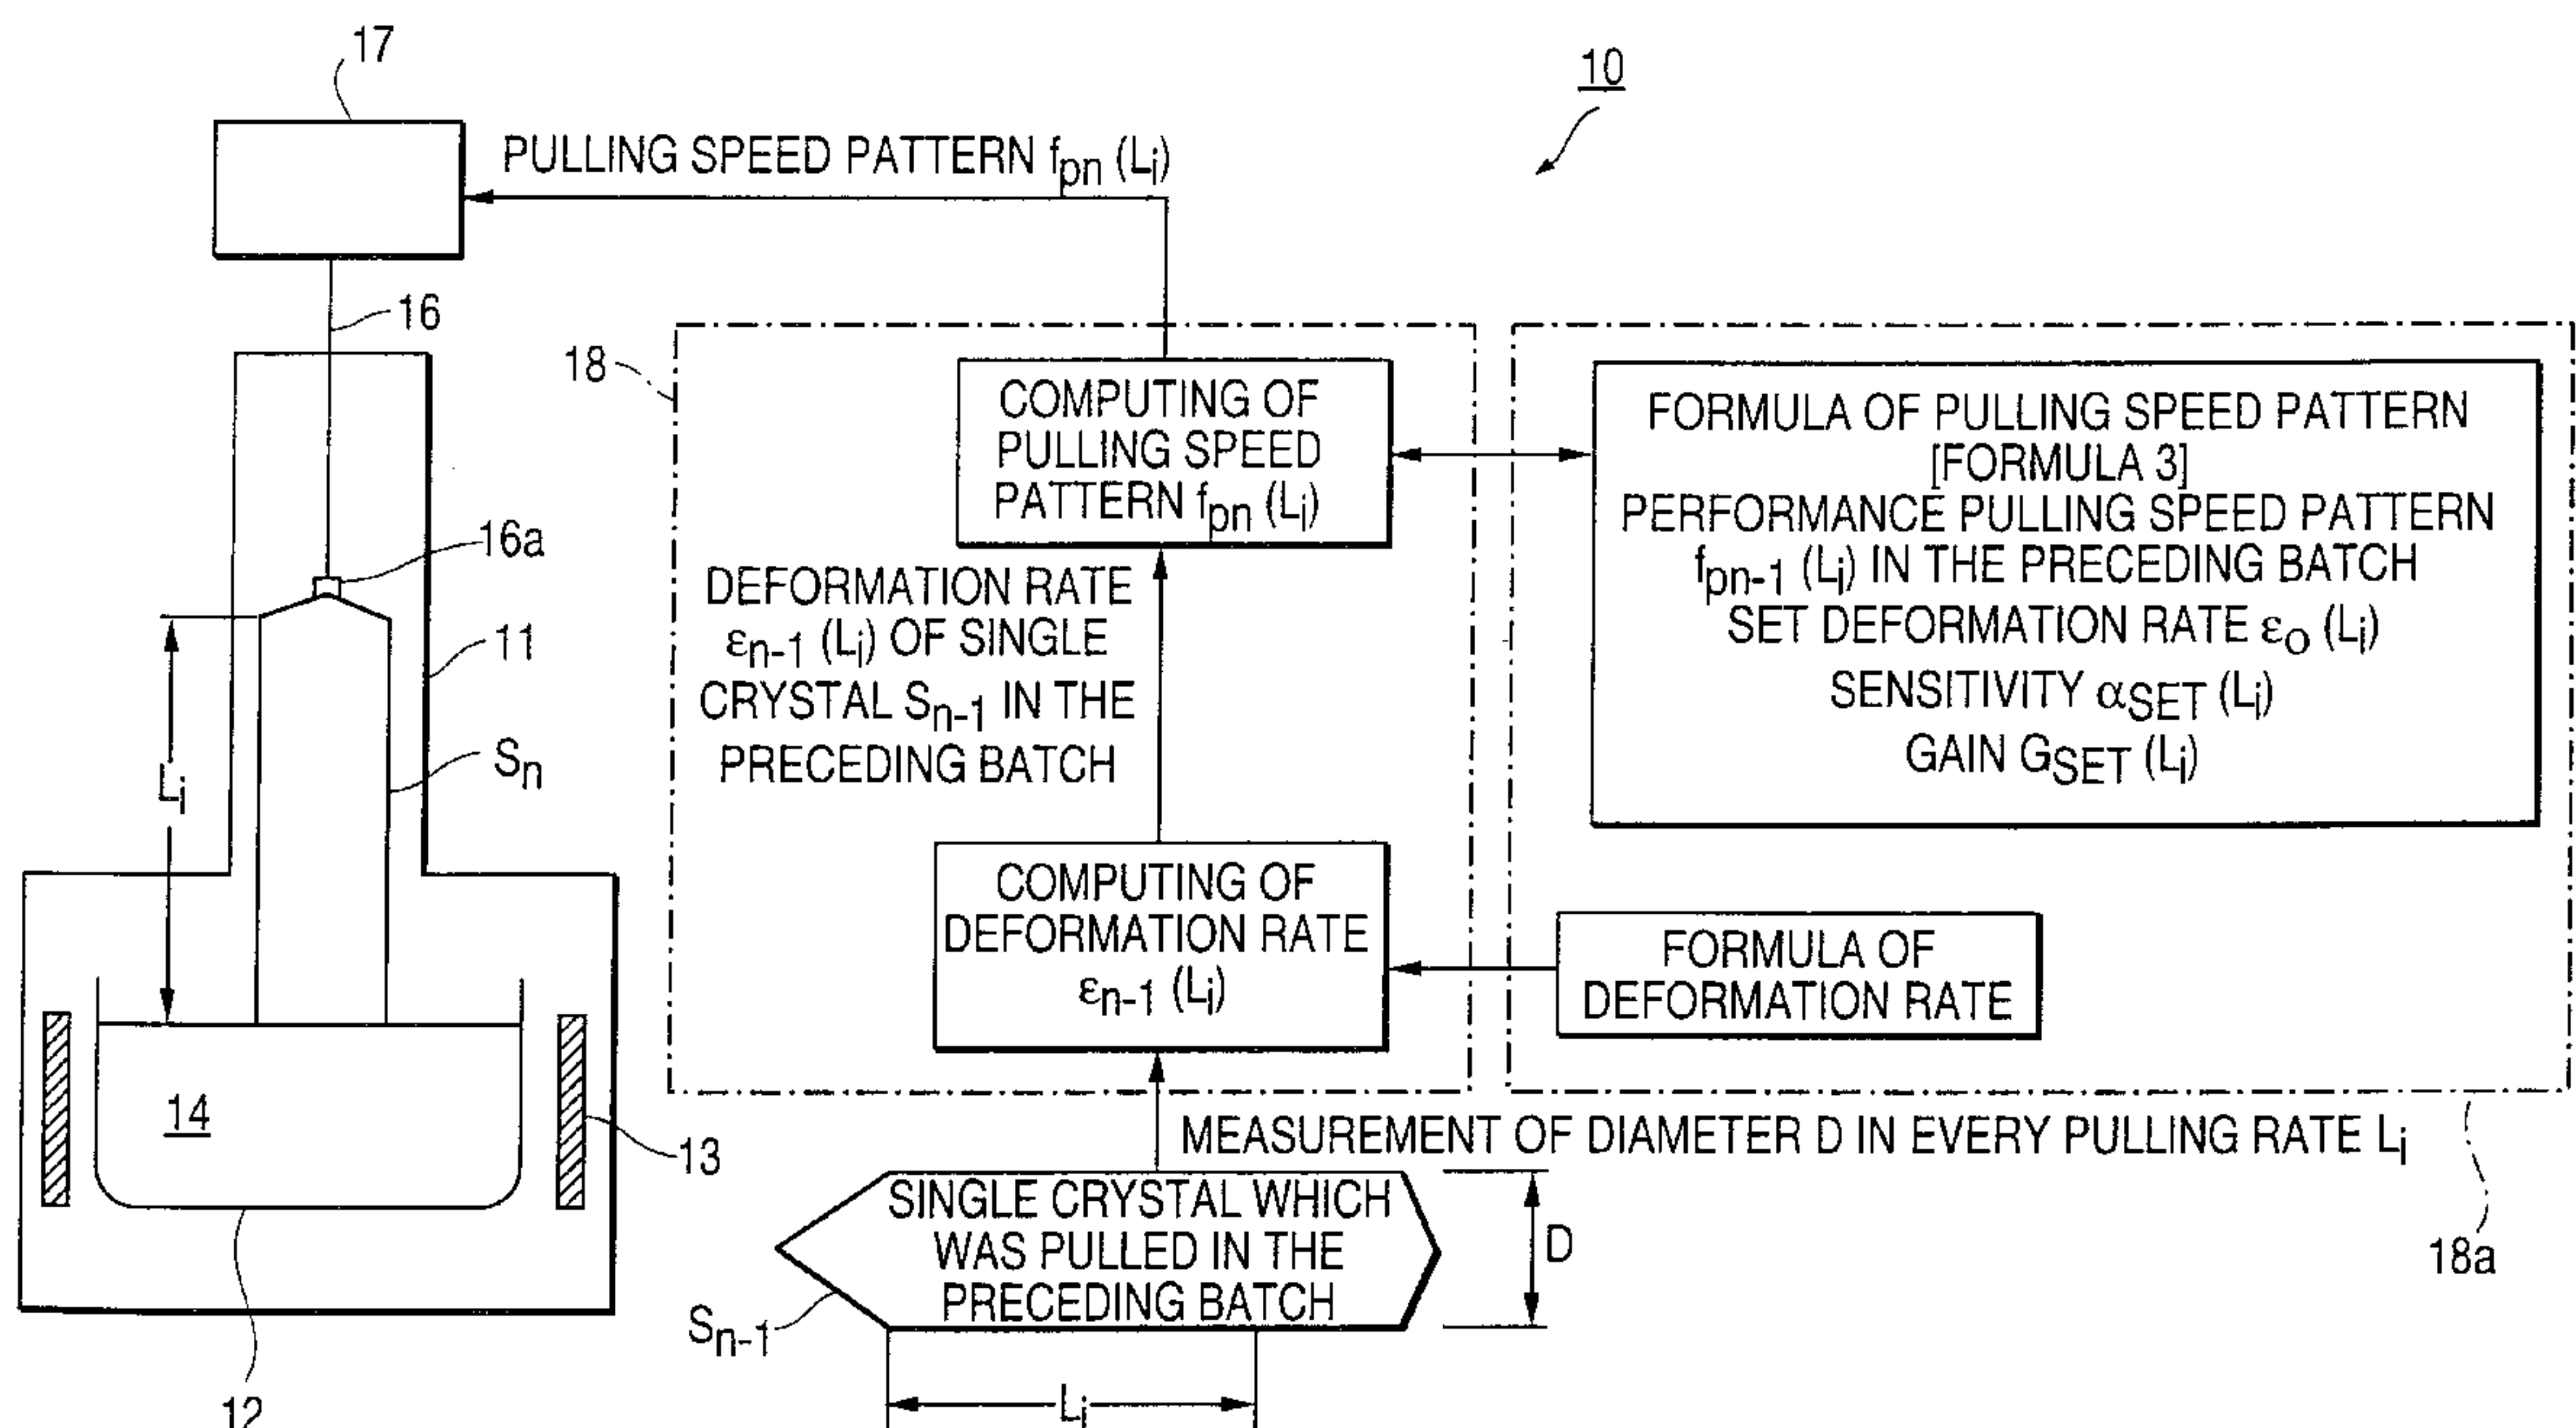 17
10
PULLING SPEED PATTERN fpn (Li)
16
18
COMPUTING OF
PULLING SPEED
PATTERN fpn (Li)
FORMULA OF PULLING SPEED PATTERN
[FORMULA 3]
PERFORMANCE PULLING SPEED PATTERN
fpn-1 (Li) IN THE PRECEDING BATCH
SET DEFORMATION RATE εo (Li)
SENSITIVITY αSET (Li)
GAIN GSET (Li)
16a
11
Sn
Li
DEFORMATION RATE
εn-1 (Li) OF SINGLE
CRYSTAL Sn-1 IN THE
PRECEDING BATCH
COMPUTING OF
DEFORMATION RATE
εn-1 (Li)
FORMULA OF
DEFORMATION RATE
14
13
12
MEASUREMENT OF DIAMETER D IN EVERY PULLING RATE Li
SINGLE CRYSTAL WHICH
WAS PULLED IN THE
PRECEDING BATCH
D
18a
Sn-1
Li